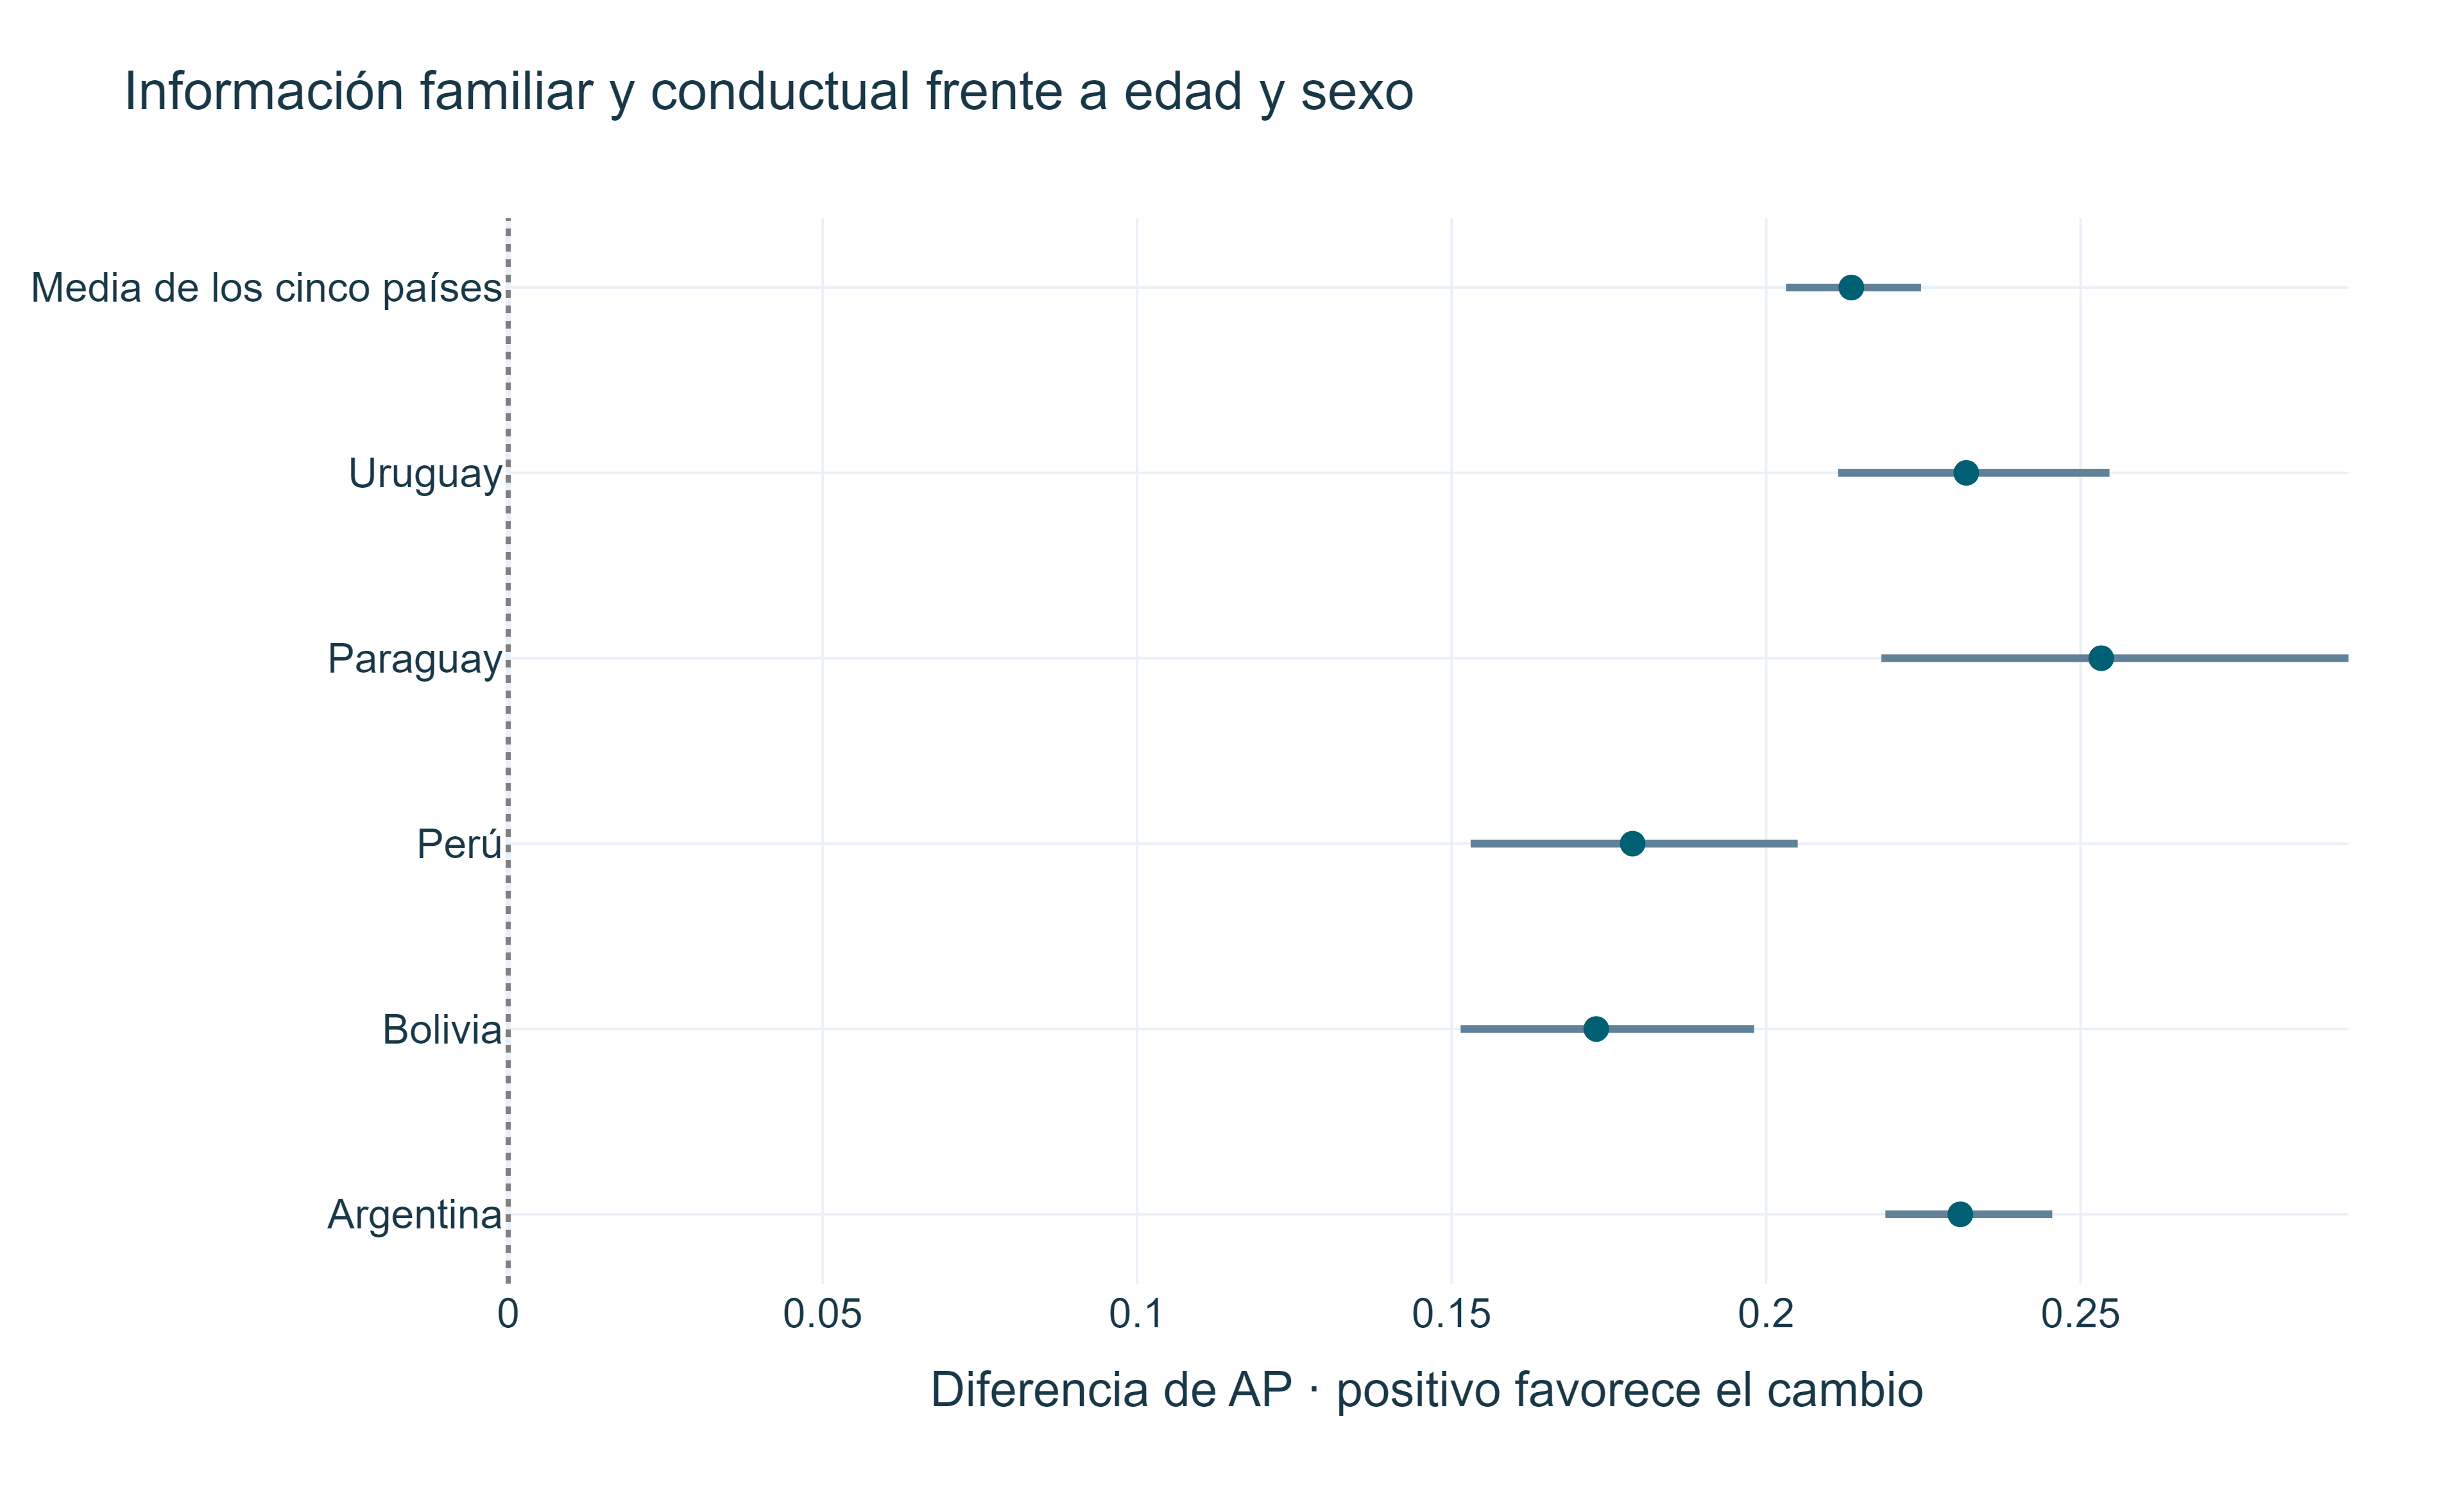 Información familiar y conductual frente a edad y sexo
Media de los cinco países
Uruguay
Paraguay
Perú
Bolivia
Argentina
0 0.05 0.1 0.15 0.2 0.25
Diferencia de AP · positivo favorece el cambio